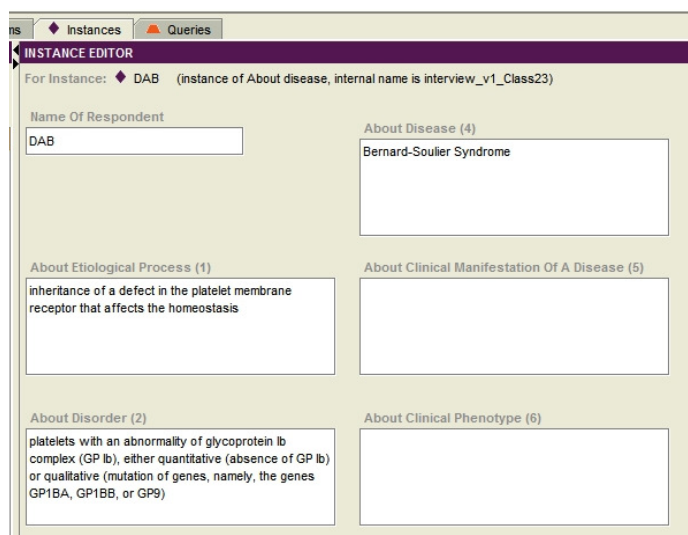 ms Instances Queries
INSTANCE EDITOR
For Instance: DAB (instance of About disease, internal name is interview_v1_Class23)
Name Of Respondent
DAB
About Disease (4)
Bernard-Soulier Syndrome
About Etiological Process (1)
inheritance of a defect in the platelet membrane
receptor that affects the homeostasis
About Clinical Manifestation Of A Disease (5)
About Disorder (2)
platelets with an abnormality of glycoprotein Ib
complex (GP Ib), either quantitative (absence of GP Ib)
or qualitative (mutation of genes, namely, the genes
GP1BA, GP1BB, or GP9)
About Clinical Phenotype (6)